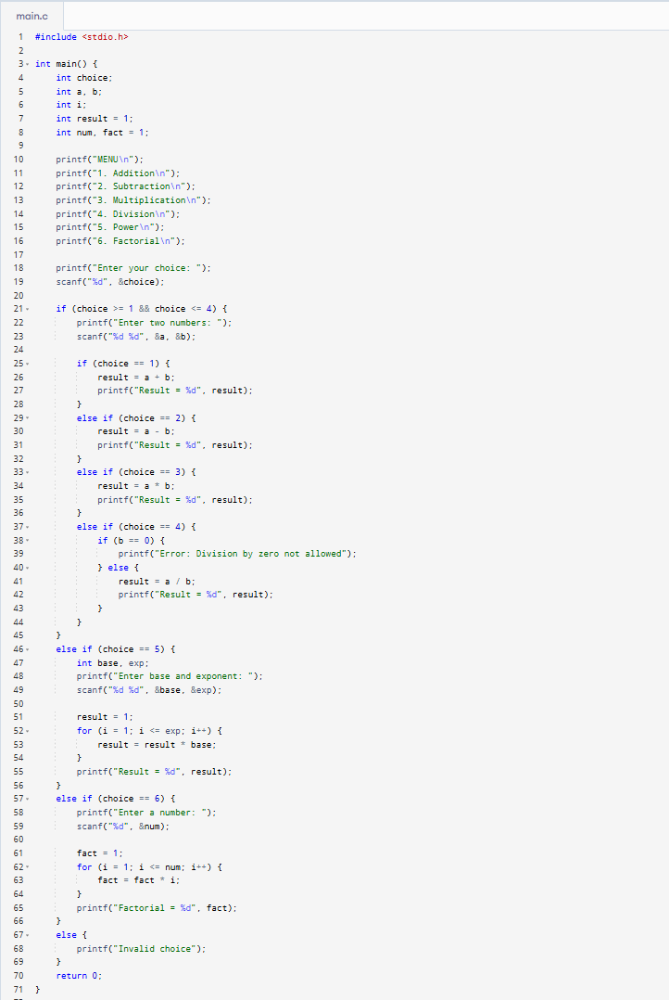 main.c
1 #include <stdio.h>
2
3 int main() {
4 int choice;
5 int a, b;
6 int i;
7 int result = 1;
8 int num, fact = 1;
9
10 printf("MENU\n");
11 printf("1. Addition\n");
12 printf("2. Subtraction\n");
13 printf("3. Multiplication\n");
14 printf("4. Division\n");
15 printf("5. Power\n");
16 printf("6. Factorial\n");
17
18 printf("Enter your choice: ");
19 scanf("%d", &choice);
20
21 if (choice >= 1 && choice <= 4) {
22 printf("Enter two numbers: ");
23 scanf("%d %d", &a, &b);
24
25 if (choice == 1) {
26 result = a + b;
27 printf("Result = %d", result);
28 }
29 else if (choice == 2) {
30 result = a - b;
31 printf("Result = %d", result);
32 }
33 else if (choice == 3) {
34 result = a * b;
35 printf("Result = %d", result);
36 }
37 else if (choice == 4) {
38 if (b == 0) {
39 printf("Error: Division by zero not allowed");
40 } else {
41 result = a / b;
42 printf("Result = %d", result);
43 }
44 }
45 }
46 else if (choice == 5) {
47 int base, exp;
48 printf("Enter base and exponent: ");
49 scanf("%d %d", &base, &exp);
50
51 result = 1;
52 for (i = 1; i <= exp; i++) {
53 result = result * base;
54 }
55 printf("Result = %d", result);
56 }
57 else if (choice == 6) {
58 printf("Enter a number: ");
59 scanf("%d", &num);
60
61 fact = 1;
62 for (i = 1; i <= num; i++) {
63 fact = fact * i;
64 }
65 printf("Factorial = %d", fact);
66 }
67 else {
68 printf("Invalid choice");
69 }
70 return 0;
71 }